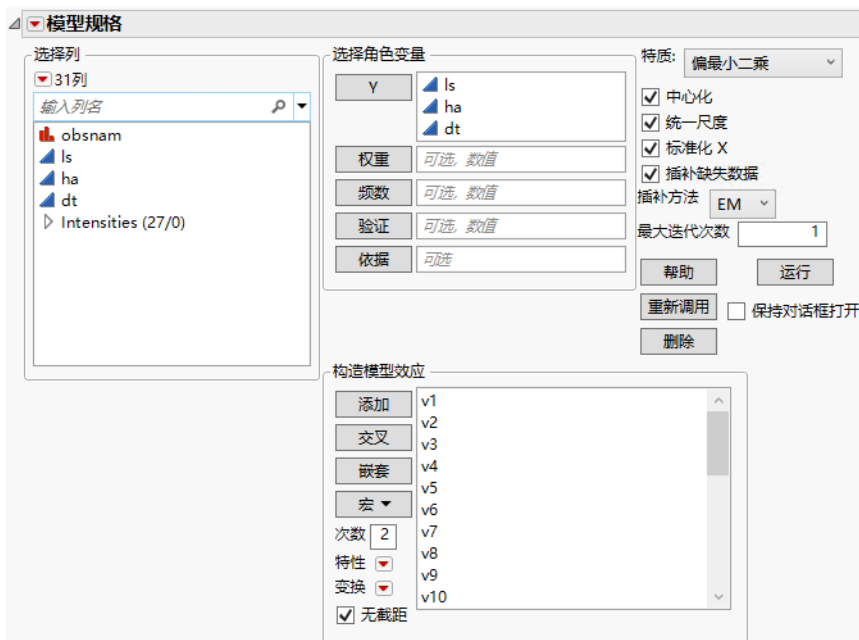 模型规格
选择列
31列
输入列名
obsnam
ls
ha
dt
Intensities (27/0)
选择角色变量
Y
ls
ha
dt
权重 可选, 数值
频数 可选, 数值
验证 可选, 数值
依据 可选
特质: 偏最小二乘
中心化
统一尺度
标准化 X
插补缺失数据
插补方法 EM
最大迭代次数 1
帮助 运行
重新调用 保持对话框打开
删除
构造模型效应
添加
交叉
嵌套
宏
次数 2
特性
变换
无截距
v1
v2
v3
v4
v5
v6
v7
v8
v9
v10